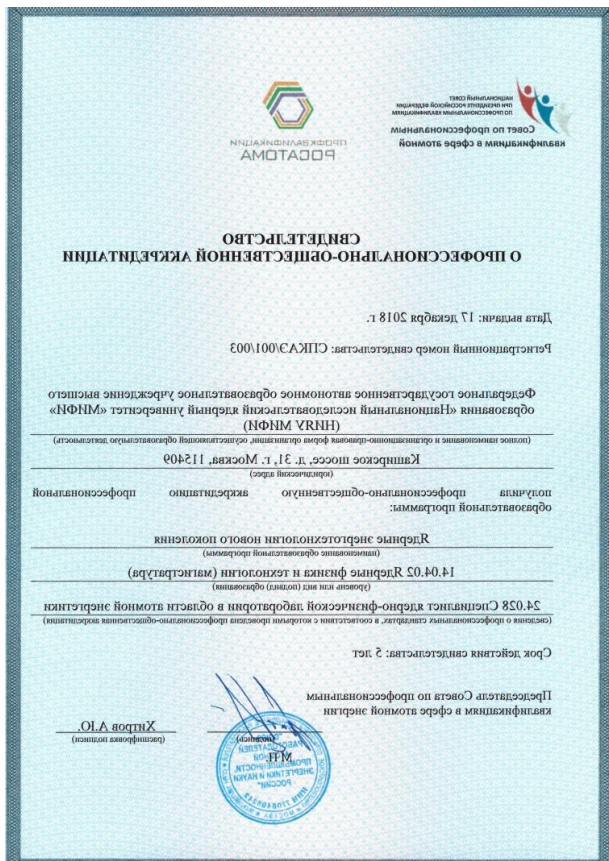 НАЦИОНАЛЬНЫЙ СОВЕТ
ПРИ ПРЕЗИДЕНТЕ РОССИЙСКОЙ ФЕДЕРАЦИИ
ПО ПРОФЕССИОНАЛЬНЫМ КВАЛИФИКАЦИЯМ
Совет по профессиональным
квалификациям в сфере атомной
ПРОФКВАЛИФИКАЦИИ
РОСАТОМА
СВИДЕТЕЛЬСТВО
О ПРОФЕССИОНАЛЬНО-ОБЩЕСТВЕННОЙ АККРЕДИТАЦИИ
Дата выдачи: 17 декабря 2018 г.
Регистрационный номер свидетельства: СПКАЭ/001/003
Федеральное государственное автономное образовательное учреждение высшего
образования «Национальный исследовательский ядерный университет «МИФИ»
(НИЯУ МИФИ)
(полное наименование и организационно-правовая форма организации, осуществляющей образовательную деятельность)
Каширское шоссе, д. 31, г. Москва, 115409
(юридический адрес)
получила профессионально-общественную аккредитацию профессиональной
образовательной программы:
Ядерные энерготехнологии нового поколения
(наименование образовательной программы)
14.04.02 Ядерные физика и технологии (магистратура)
(уровень или вид (подвид) образования)
24.028 Специалист ядерно-физической лаборатории в области атомной энергетики
(сведения о профессиональных стандартах, в соответствии с которыми проведена профессионально-общественная аккредитация)
Срок действия свидетельства: 5 лет
Председатель Совета по профессиональным
квалификациям в сфере атомной энергии
(подпись)
Хитров А.Ю.
(расшифровка подписи)
М.П.
РАБОТОДАТЕЛЕЙ
ПРОМЫШЛЕННОСТИ,
ЭНЕРГЕТИКИ И НАУКИ
РОССИИ"